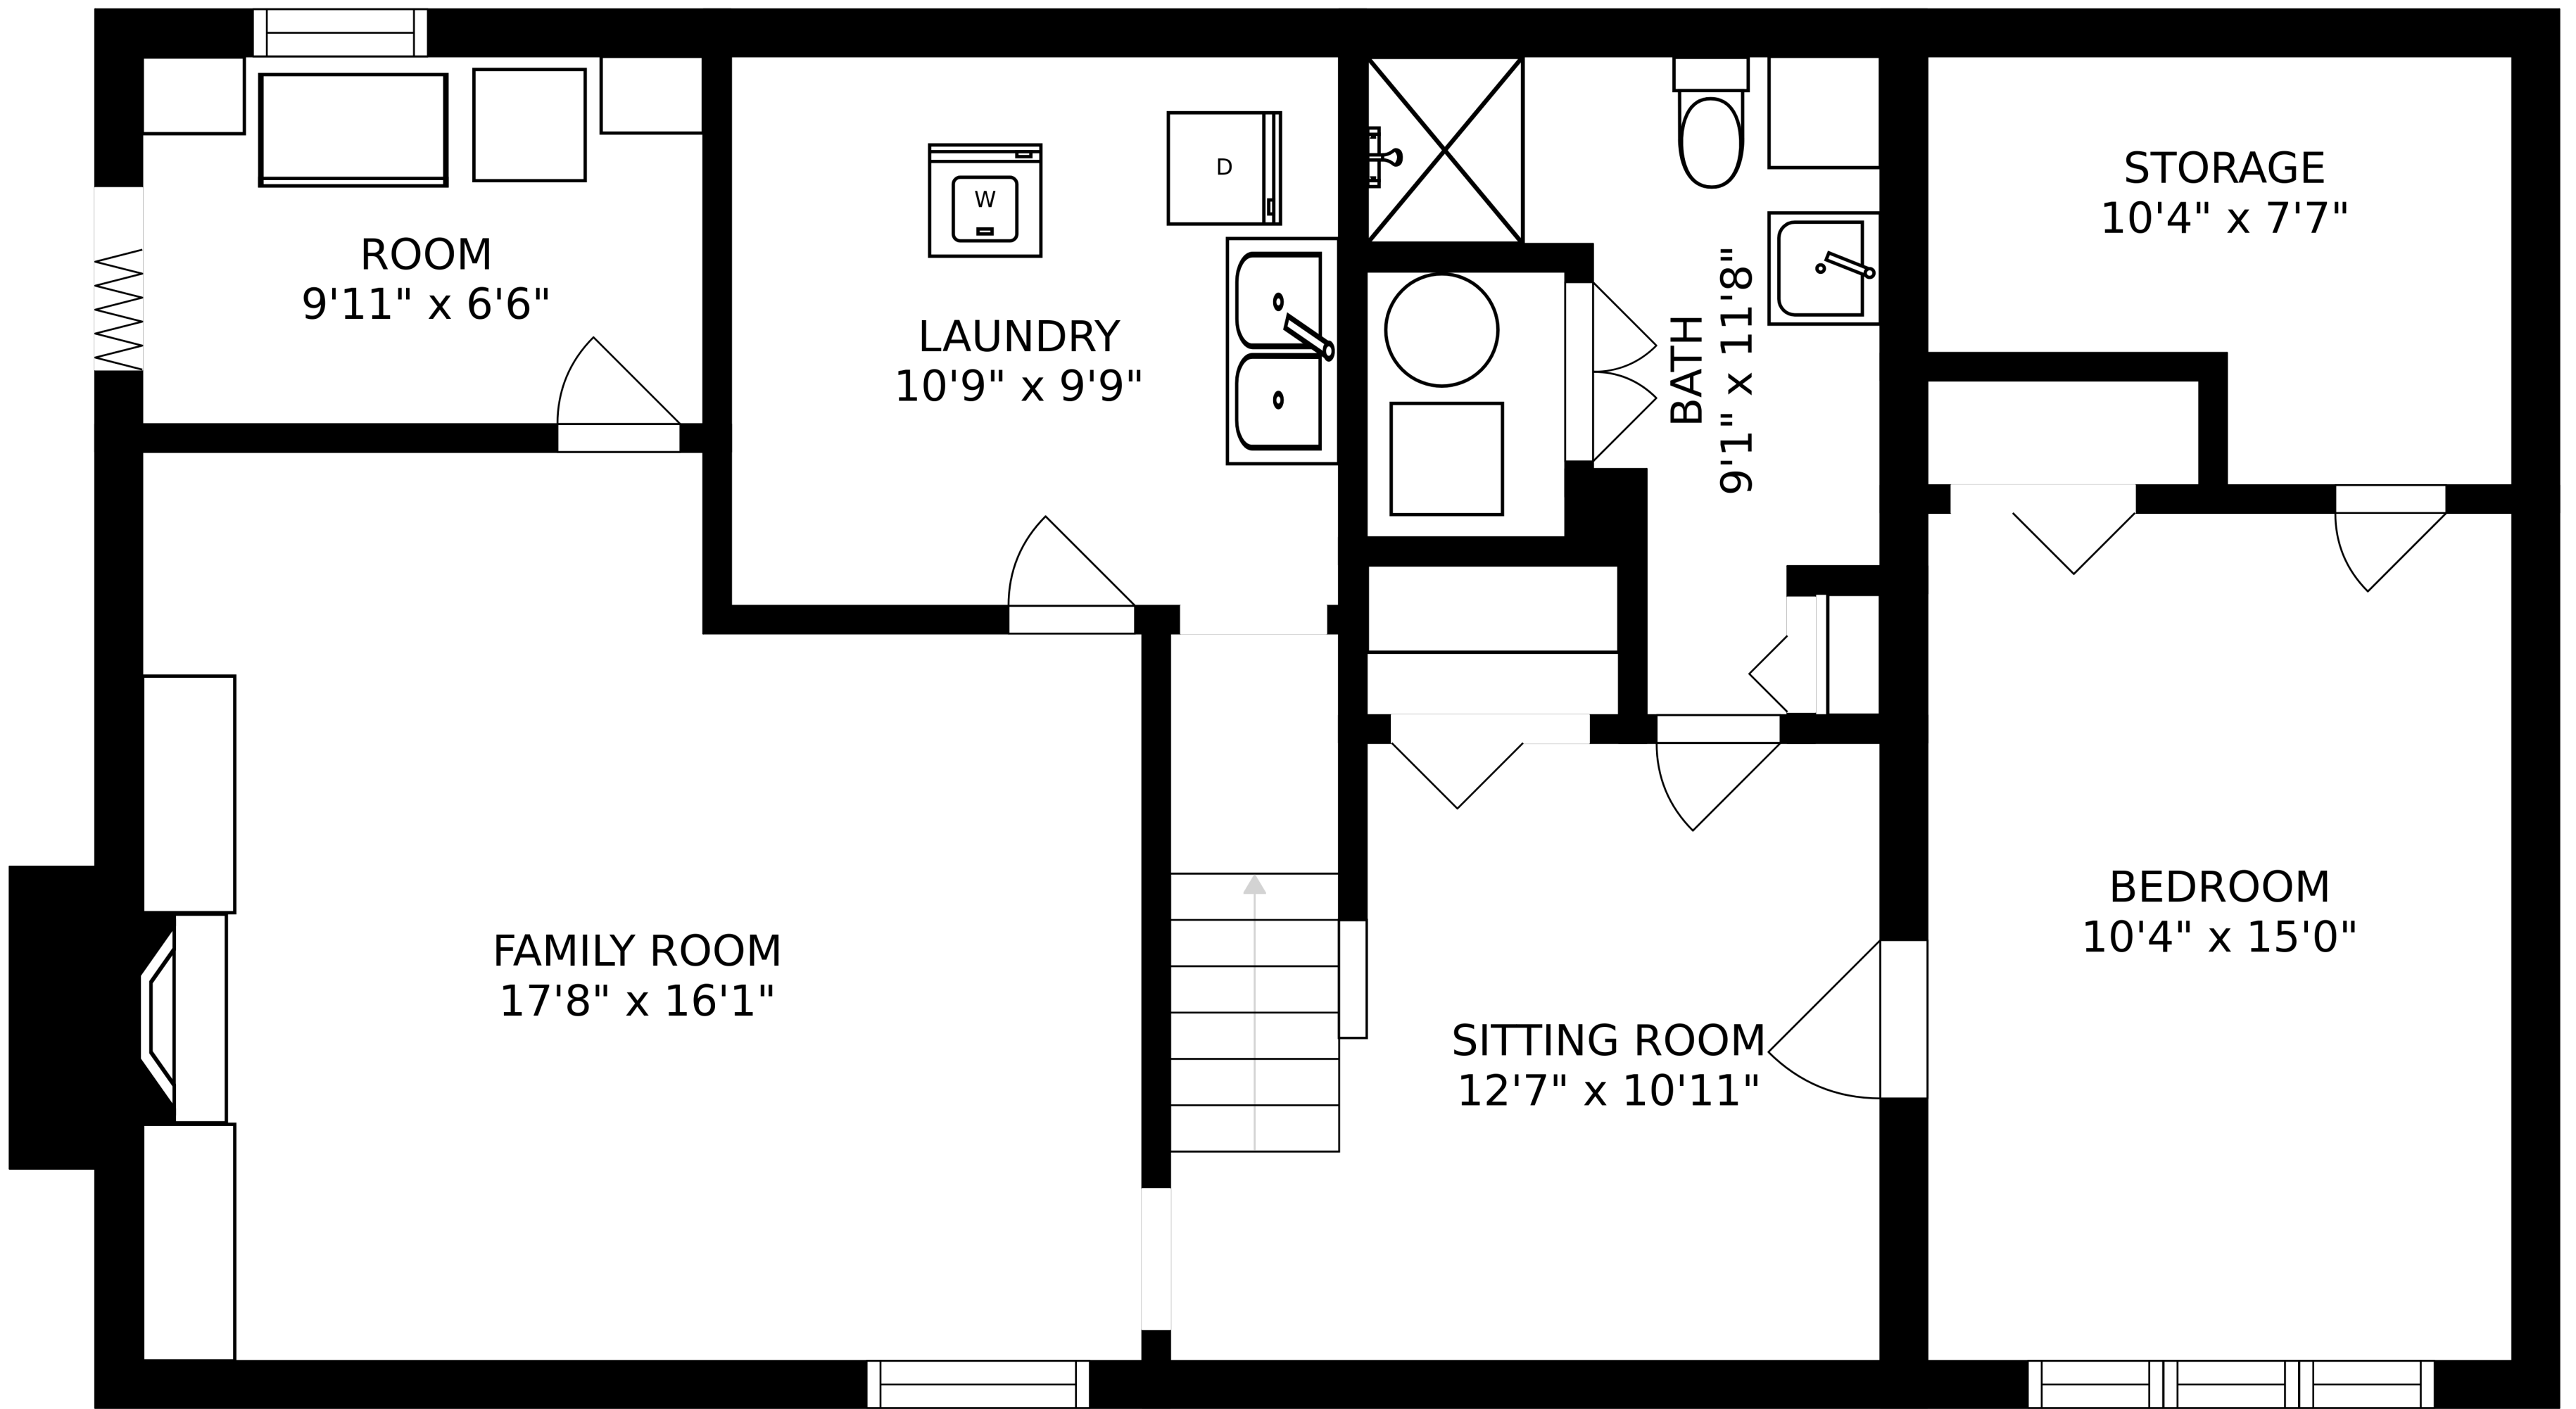 ROOM
9'11" x 6'6"
W
D
LAUNDRY
10'9" x 9'9"
BATH
9'1" x 11'8"
STORAGE
10'4" x 7'7"
FAMILY ROOM
17'8" x 16'1"
SITTING ROOM
12'7" x 10'11"
BEDROOM
10'4" x 15'0"